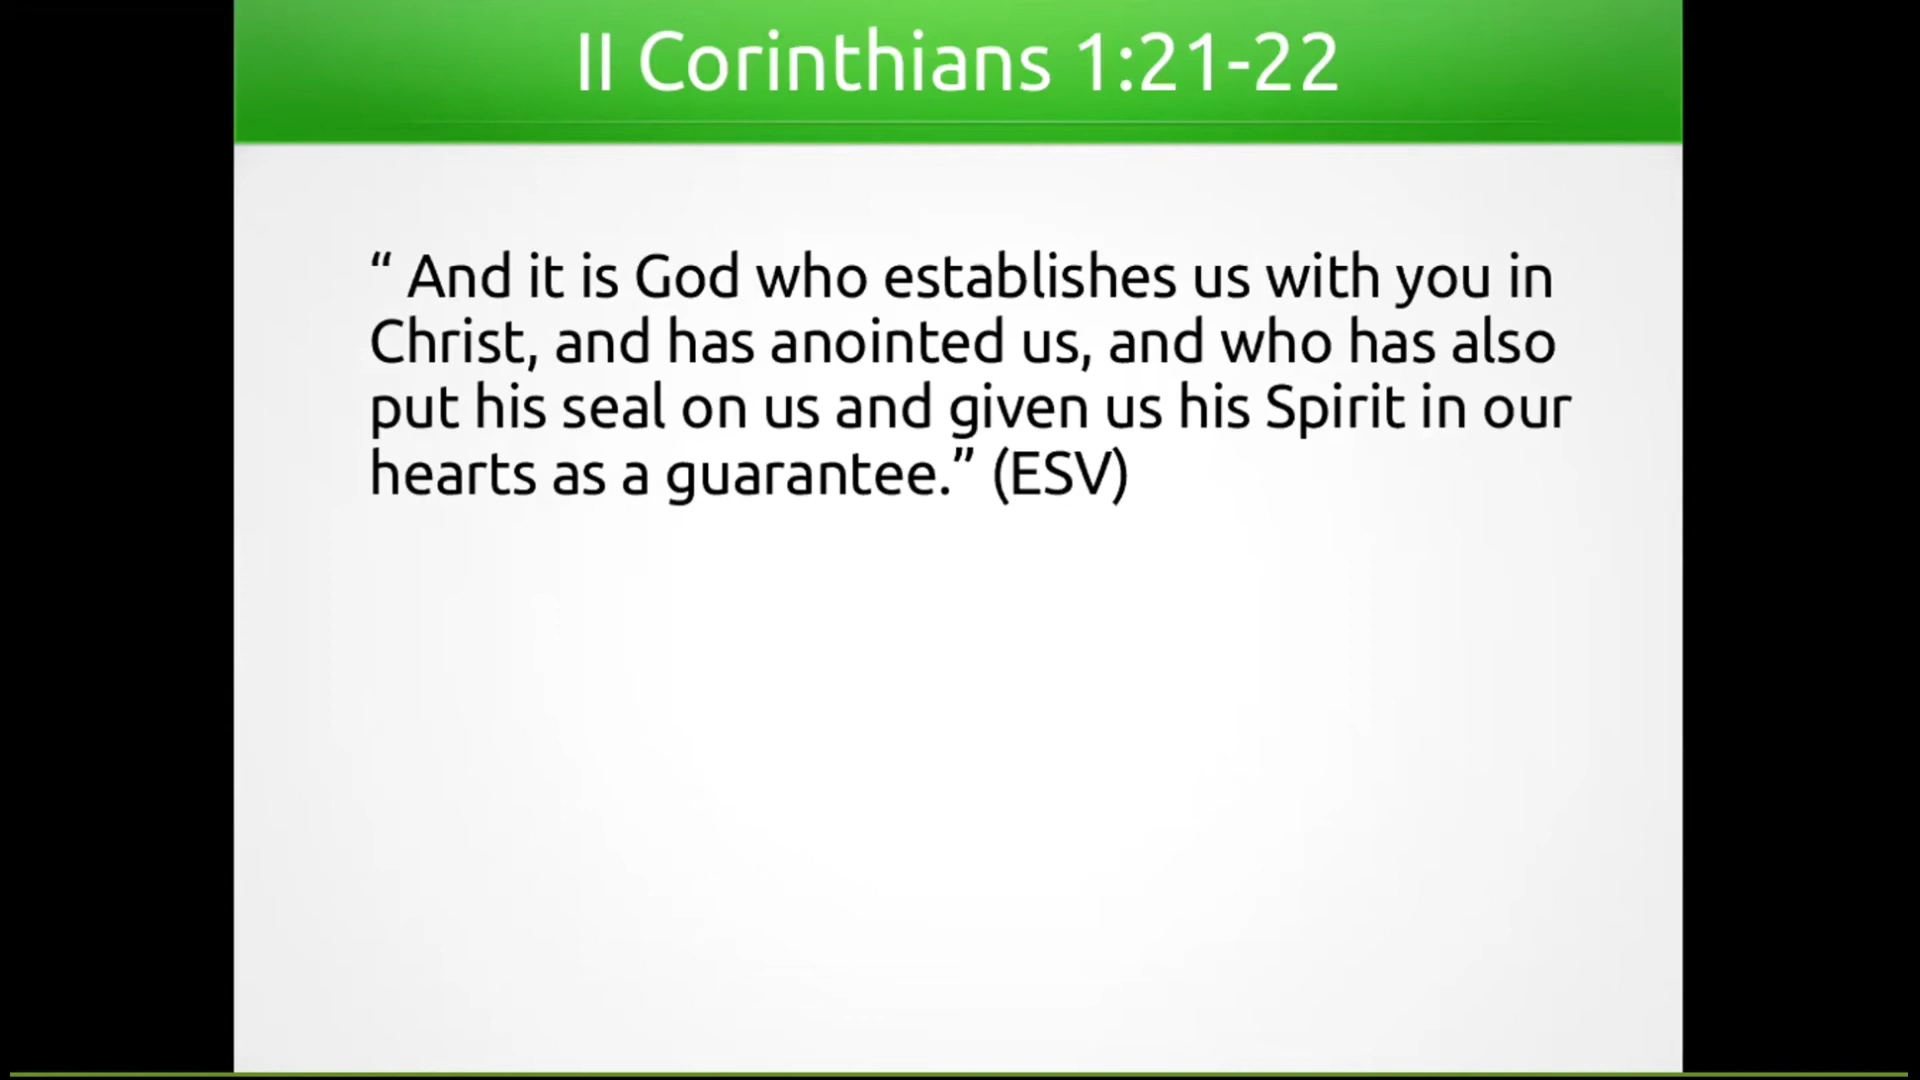 II Corinthians 1:21-22
“ And it is God who establishes us with you in
Christ, and has anointed us, and who has also
put his seal on us and given us his Spirit in our
hearts as a guarantee.” (ESV)